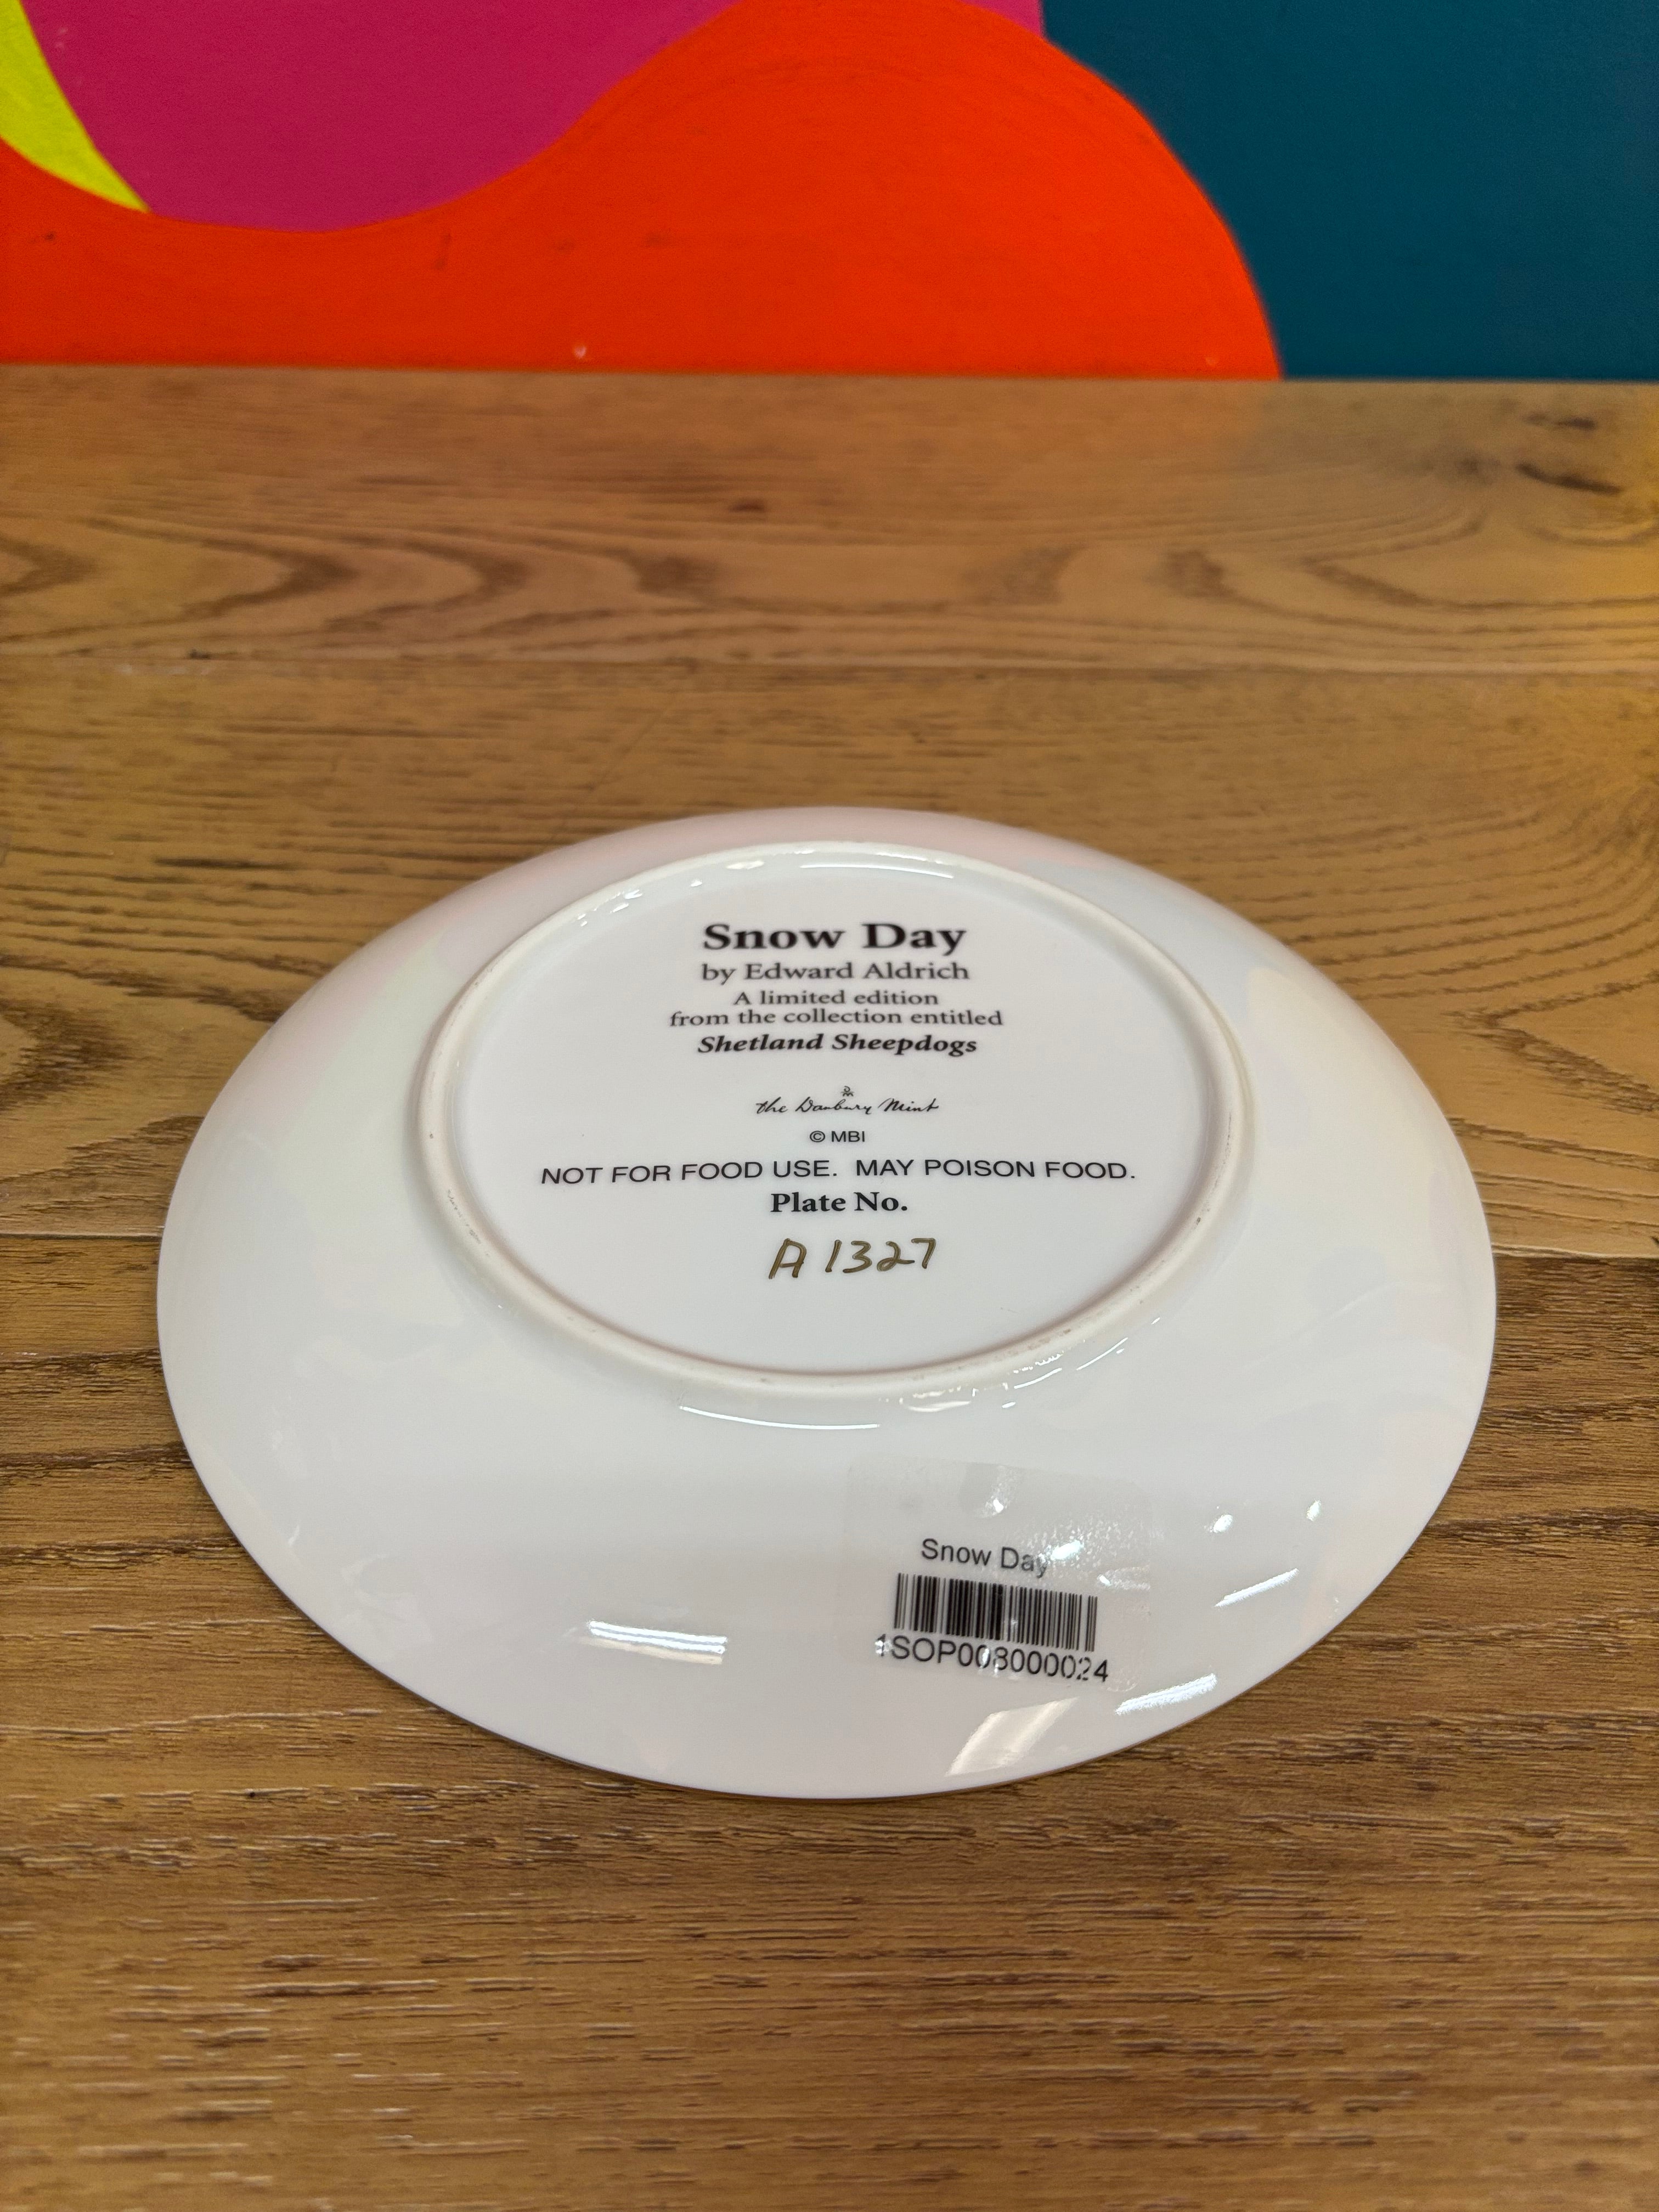 Snow Day
by Edward Aldrich
A limited edition
from the collection entitled
Shetland Sheepdogs
the Danbury Mint
© MBI
NOT FOR FOOD USE. MAY POISON FOOD.
Plate No.
A 1327
Snow Day
1SOP008000024